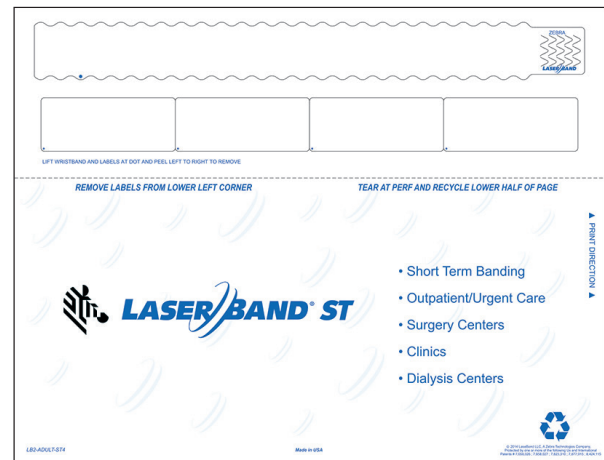 ZEBRA
LASERBAND
LIFT WRISTBAND AND LABELS AT DOT AND PEEL LEFT TO RIGHT TO REMOVE
REMOVE LABELS FROM LOWER LEFT CORNER
TEAR AT PERF AND RECYCLE LOWER HALF OF PAGE
PRINT DIRECTION
LASERBAND® ST
• Short Term Banding
• Outpatient/Urgent Care
• Surgery Centers
• Clinics
• Dialysis Centers
LB2-ADULT-ST4
Made in USA